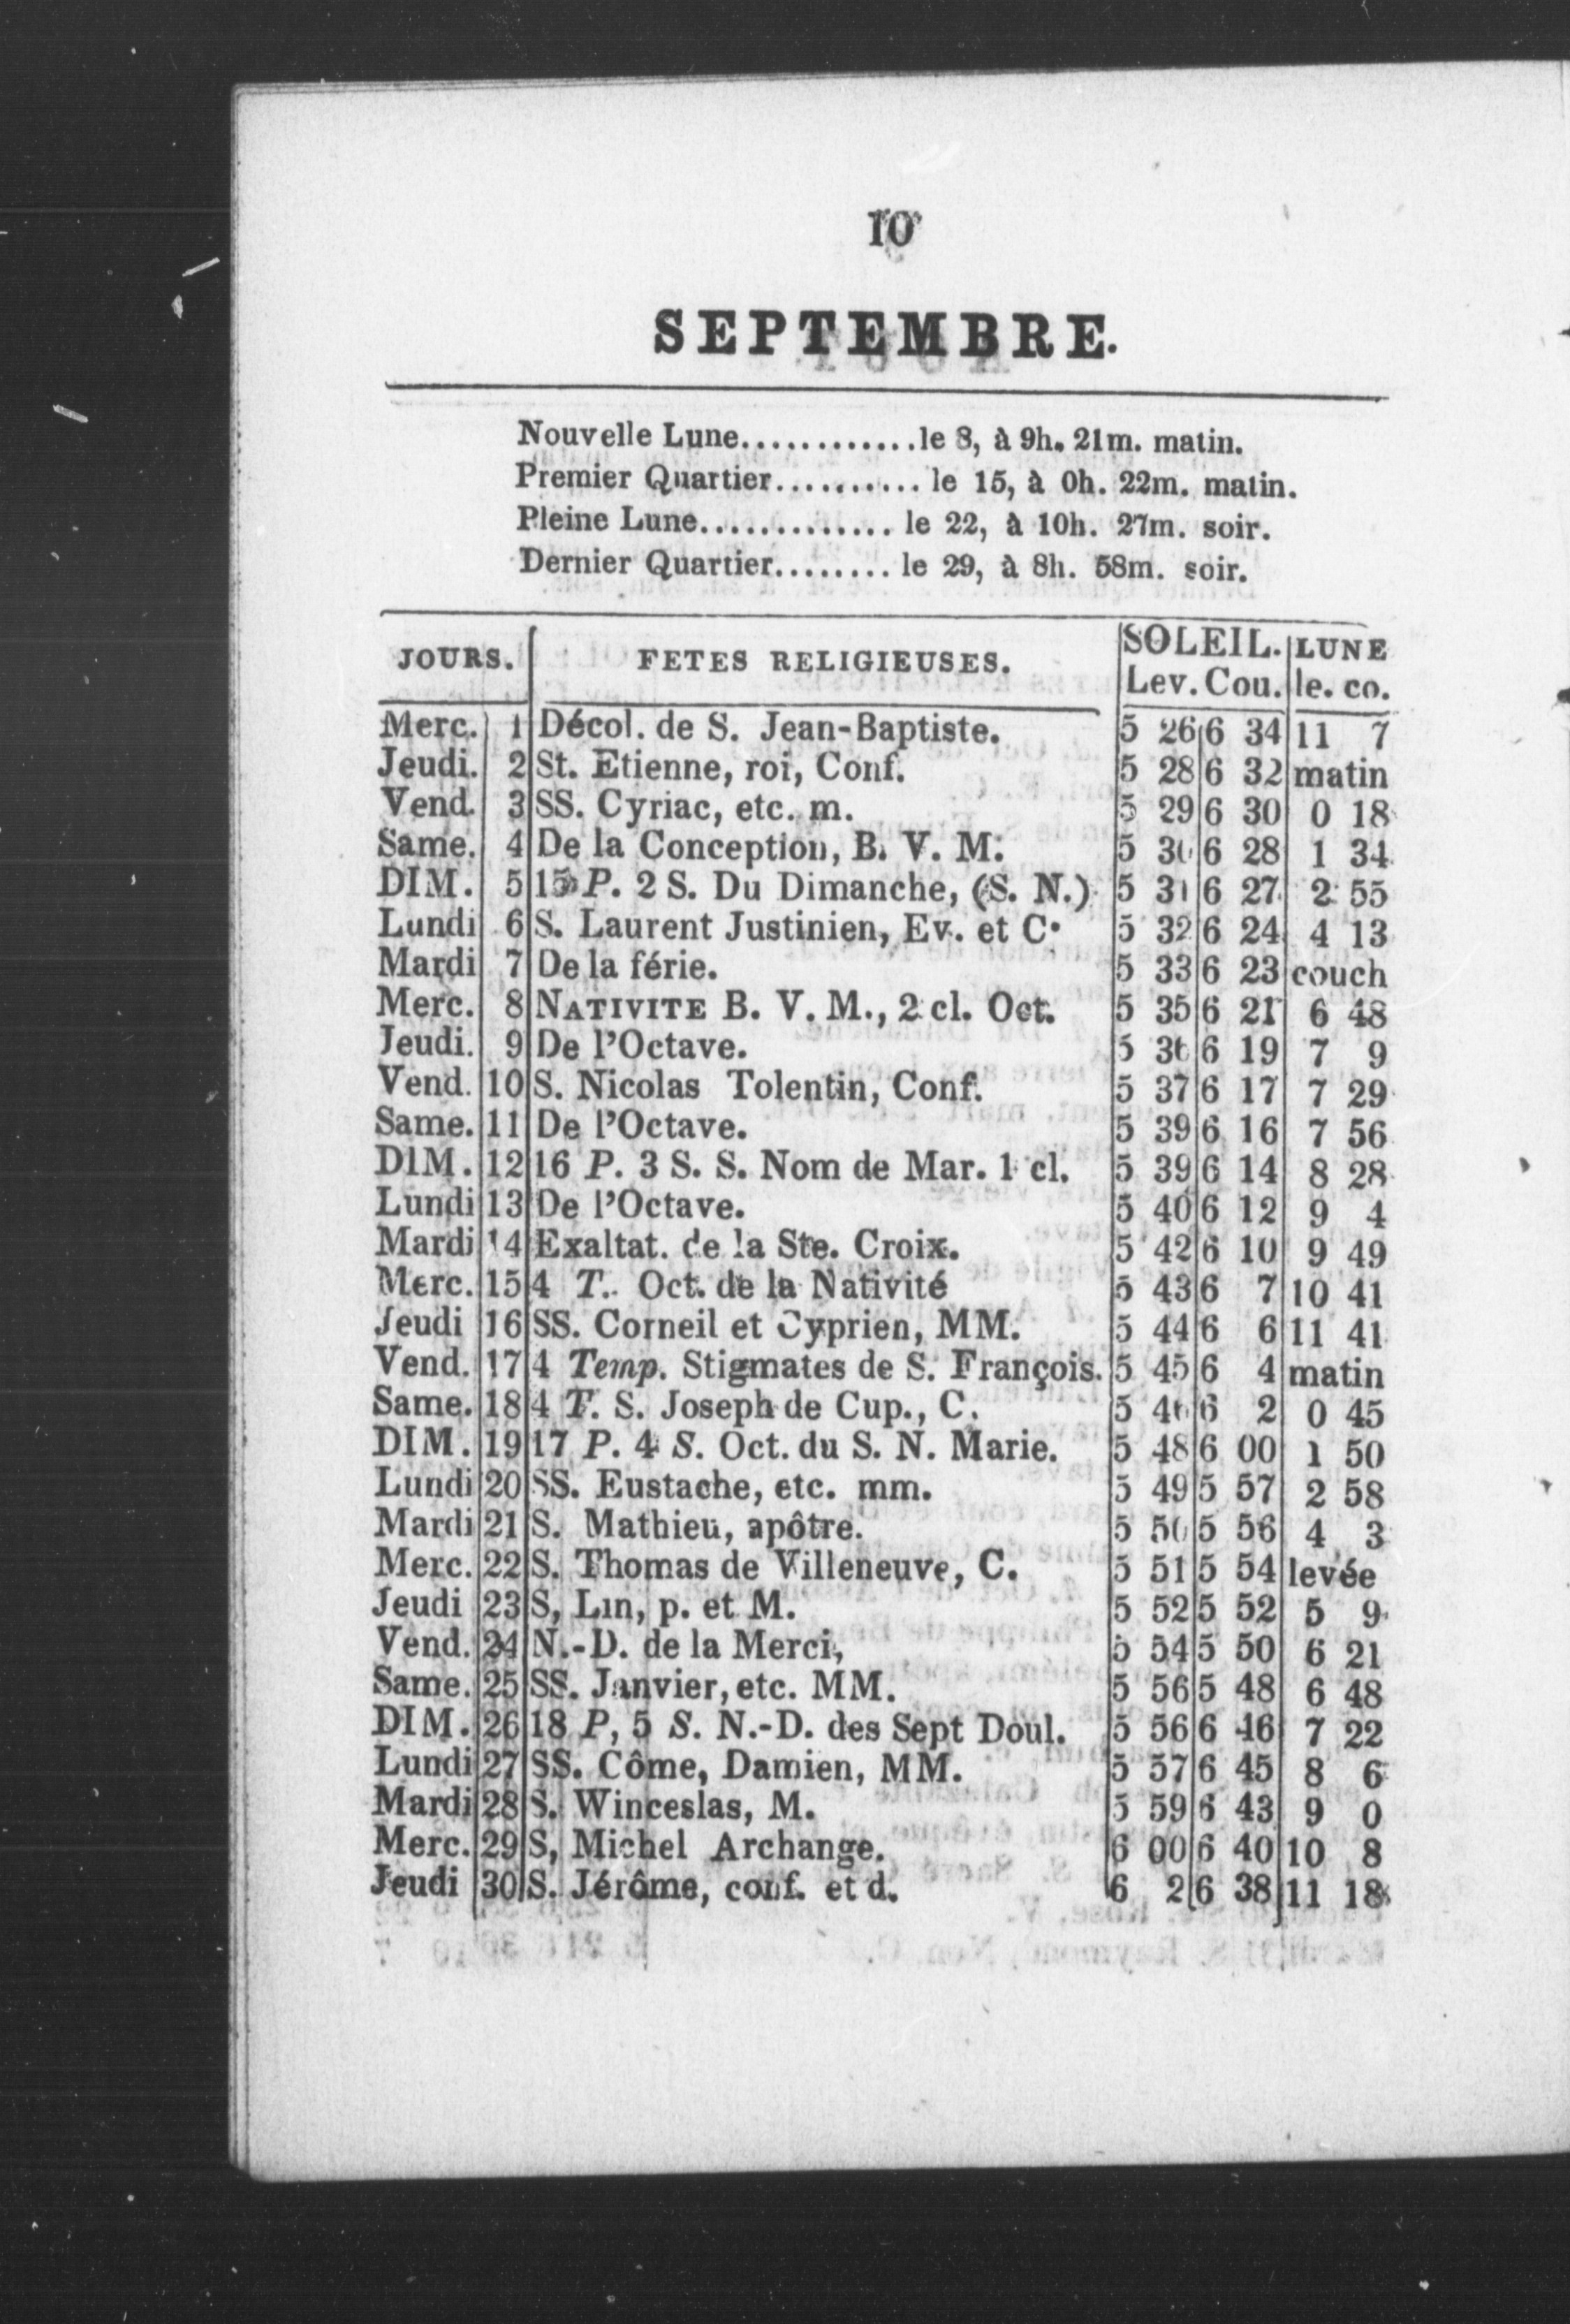 10
SEPTEMBRE.
Nouvelle Lune............le 8, à 9h. 21m. matin.
Premier Quartier.......... le 15, à 0h. 22m. matin.
Pleine Lune............. le 22, à 10h. 27m. soir.
Dernier Quartier........ le 29, à 8h. 58m. soir.
JOURS. FETES RELIGIEUSES. SOLEIL. LUNE
Lev. Cou. le. co.
Merc. 1 Décol. de S. Jean-Baptiste. 5 26 6 34 11 7
Jeudi. 2 St. Etienne, roi, Conf. 5 28 6 32 matin
Vend. 3 SS. Cyriac, etc. m. 5 29 6 30 0 18
Same. 4 De la Conception, B. V. M. 5 30 6 28 1 34
DIM. 5 15 P. 2 S. Du Dimanche, (S. N.) 5 31 6 27 2 55
Lundi 6 S. Laurent Justinien, Ev. et C. 5 32 6 24 4 13
Mardi 7 De la férie. 5 33 6 23 couch
Merc. 8 NATIVITE B. V. M., 2 cl. Oct. 5 35 6 21 6 48
Jeudi. 9 De l'Octave. 5 36 6 19 7 9
Vend. 10 S. Nicolas Tolentin, Conf. 5 37 6 17 7 29
Same. 11 De l'Octave. 5 39 6 16 7 56
DIM. 12 16 P. 3 S. S. Nom de Mar. 1 cl. 5 39 6 14 8 28
Lundi 13 De l'Octave. 5 40 6 12 9 4
Mardi 14 Exaltat. de la Ste. Croix. 5 42 6 10 9 49
Merc. 15 4 T. Oct. de la Nativité 5 43 6 7 10 41
Jeudi 16 SS. Corneil et Cyprien, MM. 5 44 6 6 11 41
Vend. 17 4 Temp. Stigmates de S. François. 5 45 6 4 matin
Same. 18 4 T. S. Joseph de Cup., C. 5 46 6 2 0 45
DIM. 19 17 P. 4 S. Oct. du S. N. Marie. 5 48 6 00 1 50
Lundi 20 SS. Eustache, etc. mm. 5 49 5 57 2 58
Mardi 21 S. Mathieu, apôtre. 5 50 5 56 4 3
Merc. 22 S. Thomas de Villeneuve, C. 5 51 5 54 levée
Jeudi 23 S, Lin, p. et M. 5 52 5 52 5 9
Vend. 24 N.-D. de la Merci, 5 54 5 50 6 21
Same. 25 SS. Janvier, etc. MM. 5 56 5 48 6 48
DIM. 26 18 P, 5 S. N.-D. des Sept Doul. 5 56 6 46 7 22
Lundi 27 SS. Côme, Damien, MM. 5 57 6 45 8 6
Mardi 28 S. Winceslas, M. 5 59 6 43 9 0
Merc. 29 S, Michel Archange. 6 00 6 40 10 8
Jeudi 30 S. Jérôme, conf. et d. 6 2 6 38 11 18